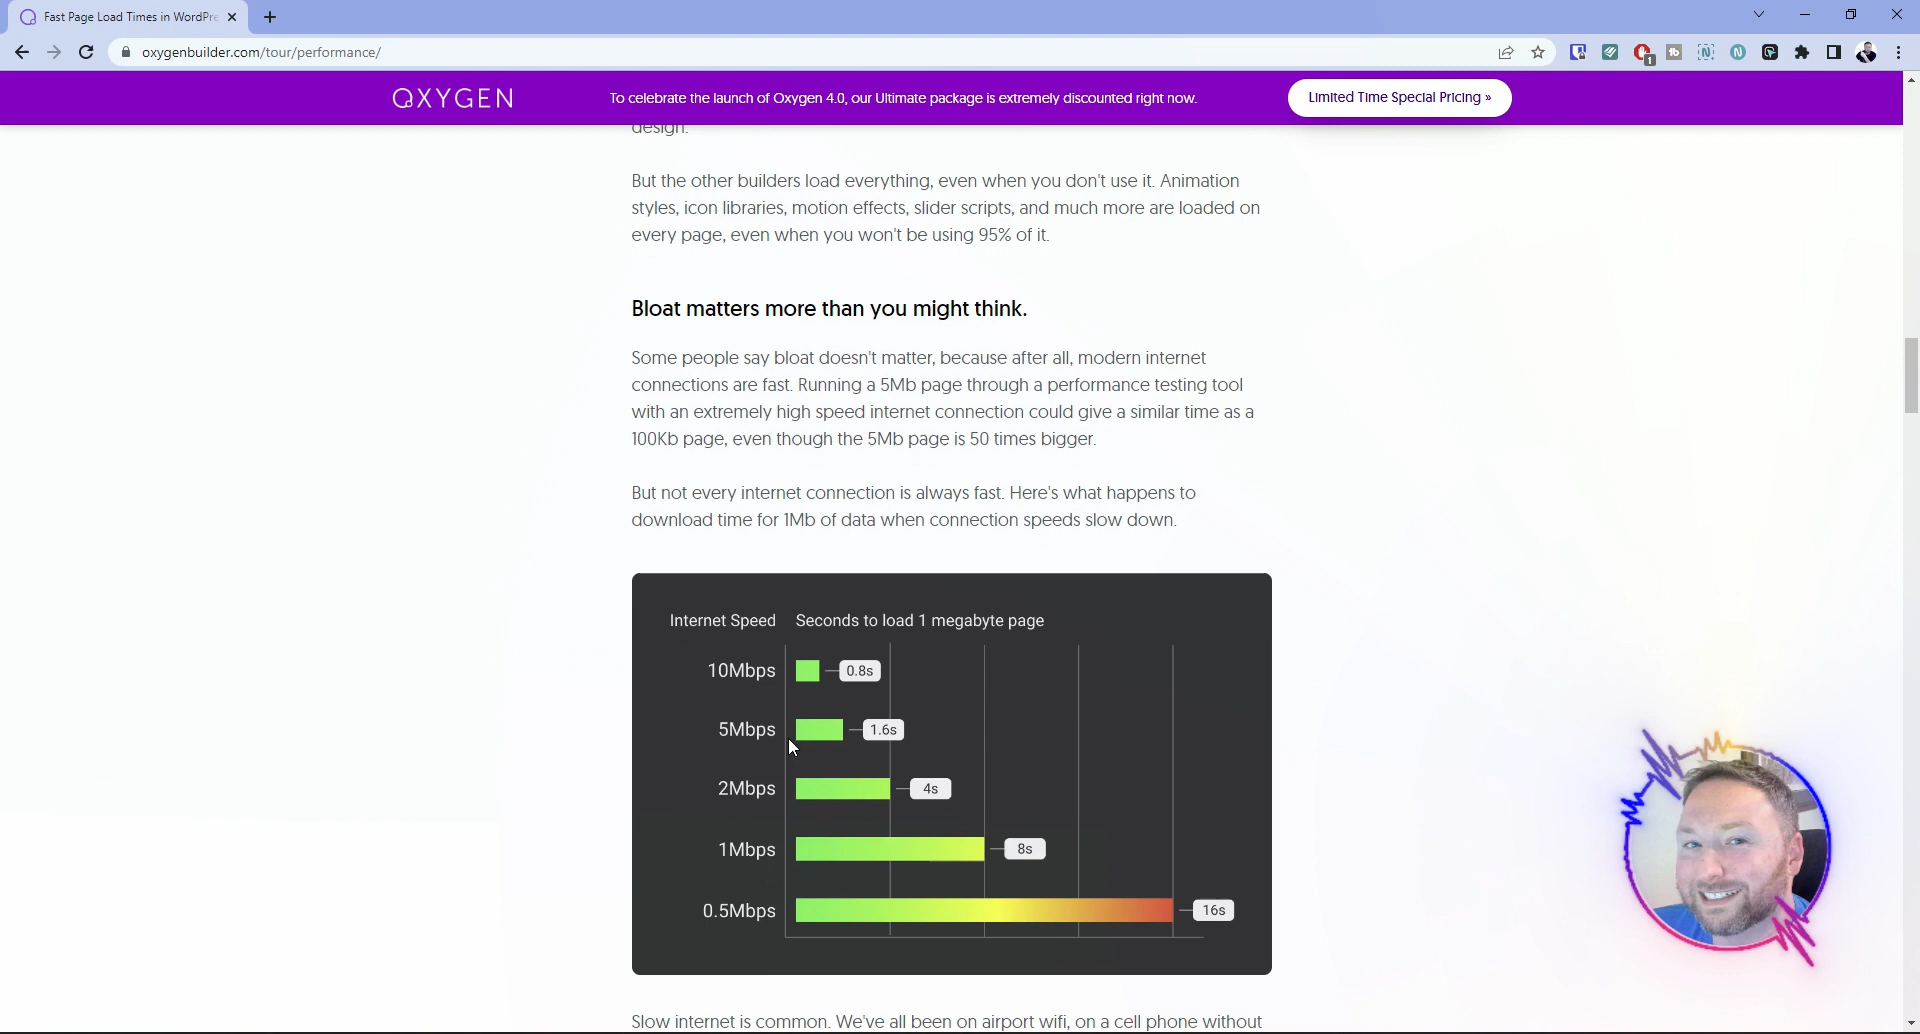 Fast Page Load Times in WordPre
oxygenbuilder.com/tour/performance/
1
OXYGEN
To celebrate the launch of Oxygen 4.0, our Ultimate package is extremely discounted right now.
Limited Time Special Pricing »
design.
But the other builders load everything, even when you don't use it. Animation
styles, icon libraries, motion effects, slider scripts, and much more are loaded on
every page, even when you won't be using 95% of it.
Bloat matters more than you might think.
Some people say bloat doesn't matter, because after all, modern internet
connections are fast. Running a 5Mb page through a performance testing tool
with an extremely high speed internet connection could give a similar time as a
100Kb page, even though the 5Mb page is 50 times bigger.
But not every internet connection is always fast. Here's what happens to
download time for 1Mb of data when connection speeds slow down.
Internet Speed Seconds to load 1 megabyte page
10Mbps 0.8s
5Mbps 1.6s
2Mbps 4s
1Mbps 8s
0.5Mbps 16s
Slow internet is common. We've all been on airport wifi, on a cell phone without